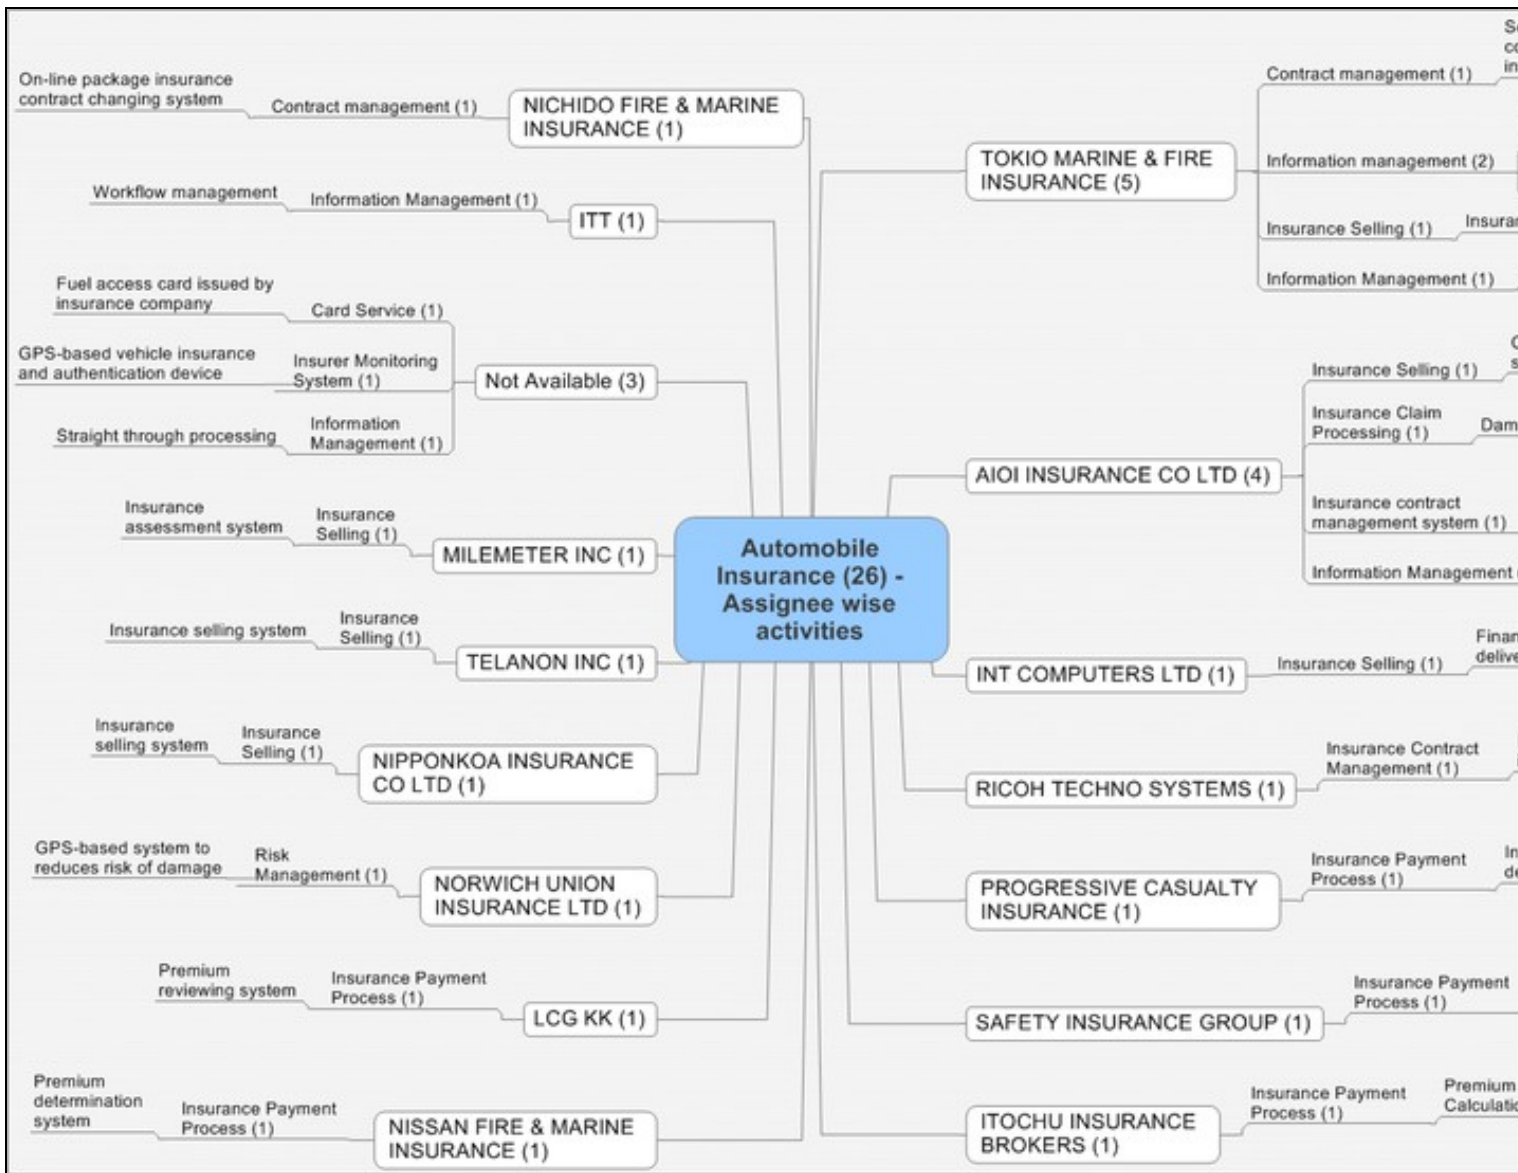 On-line package insurance
contract changing system
Contract management (1)
NICHIDO FIRE & MARINE
INSURANCE (1)
Workflow management
Information Management (1)
ITT (1)
Fuel access card issued by
insurance company
Card Service (1)
GPS-based vehicle insurance
and authentication device
Insurer Monitoring
System (1)
Not Available (3)
Straight through processing
Information
Management (1)
Insurance
assessment system
Insurance
Selling (1)
MILEMETER INC (1)
Insurance selling system
Insurance
Selling (1)
TELANON INC (1)
Insurance
selling system
Insurance
Selling (1)
NIPPONKOA INSURANCE
CO LTD (1)
GPS-based system to
reduces risk of damage
Risk
Management (1)
NORWICH UNION
INSURANCE LTD (1)
Premium
reviewing system
Insurance Payment
Process (1)
LCG KK (1)
Premium
determination
system
Insurance Payment
Process (1)
NISSAN FIRE & MARINE
INSURANCE (1)
Automobile
Insurance (26) -
Assignee wise
activities
TOKIO MARINE & FIRE
INSURANCE (5)
Contract management (1)
Information management (2)
Insurance Selling (1)
Information Management (1)
AIOI INSURANCE CO LTD (4)
Insurance Selling (1)
Insurance Claim
Processing (1)
Insurance contract
management system (1)
Information Management
INT COMPUTERS LTD (1)
Insurance Selling (1)
RICOH TECHNO SYSTEMS (1)
Insurance Contract
Management (1)
PROGRESSIVE CASUALTY
INSURANCE (1)
Insurance Payment
Process (1)
SAFETY INSURANCE GROUP (1)
Insurance Payment
Process (1)
ITOCHU INSURANCE
BROKERS (1)
Insurance Payment
Process (1)
Premium